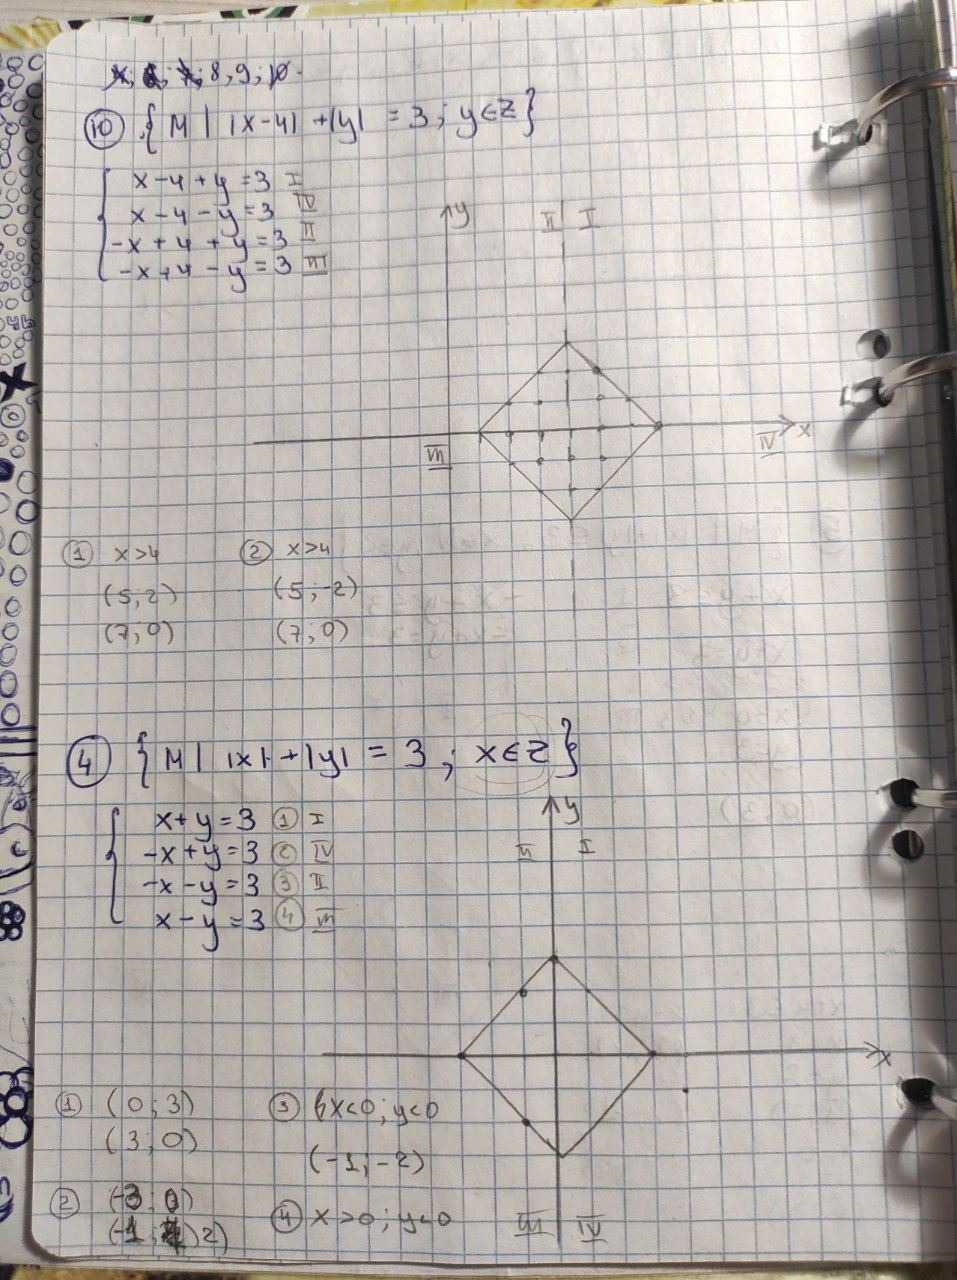 8, 9,
⑩ { M | |x-4| + |y| = 3; y ∈ Z }
x - 4 + y = 3 I
x - 4 - y = 3 IV
-x + 4 + y = 3 II
-x + 4 - y = 3 III
y
II I
III IV x
① x>4 ② x>4
(5; 2) (5; -2)
(7; 0) (7; 0)
④ { M | |x| + |y| = 3; x ∈ Z }
x + y = 3 ① I
-x + y = 3 ② IV
-x - y = 3 ③ II
x - y = 3 ④ III
y
II I
x
① (0; 3) ③ x<0; y<0
(3; 0)
(-1; -2)
② (-3; 0)
(-1; 2) ④ x>0; y<0
III IV